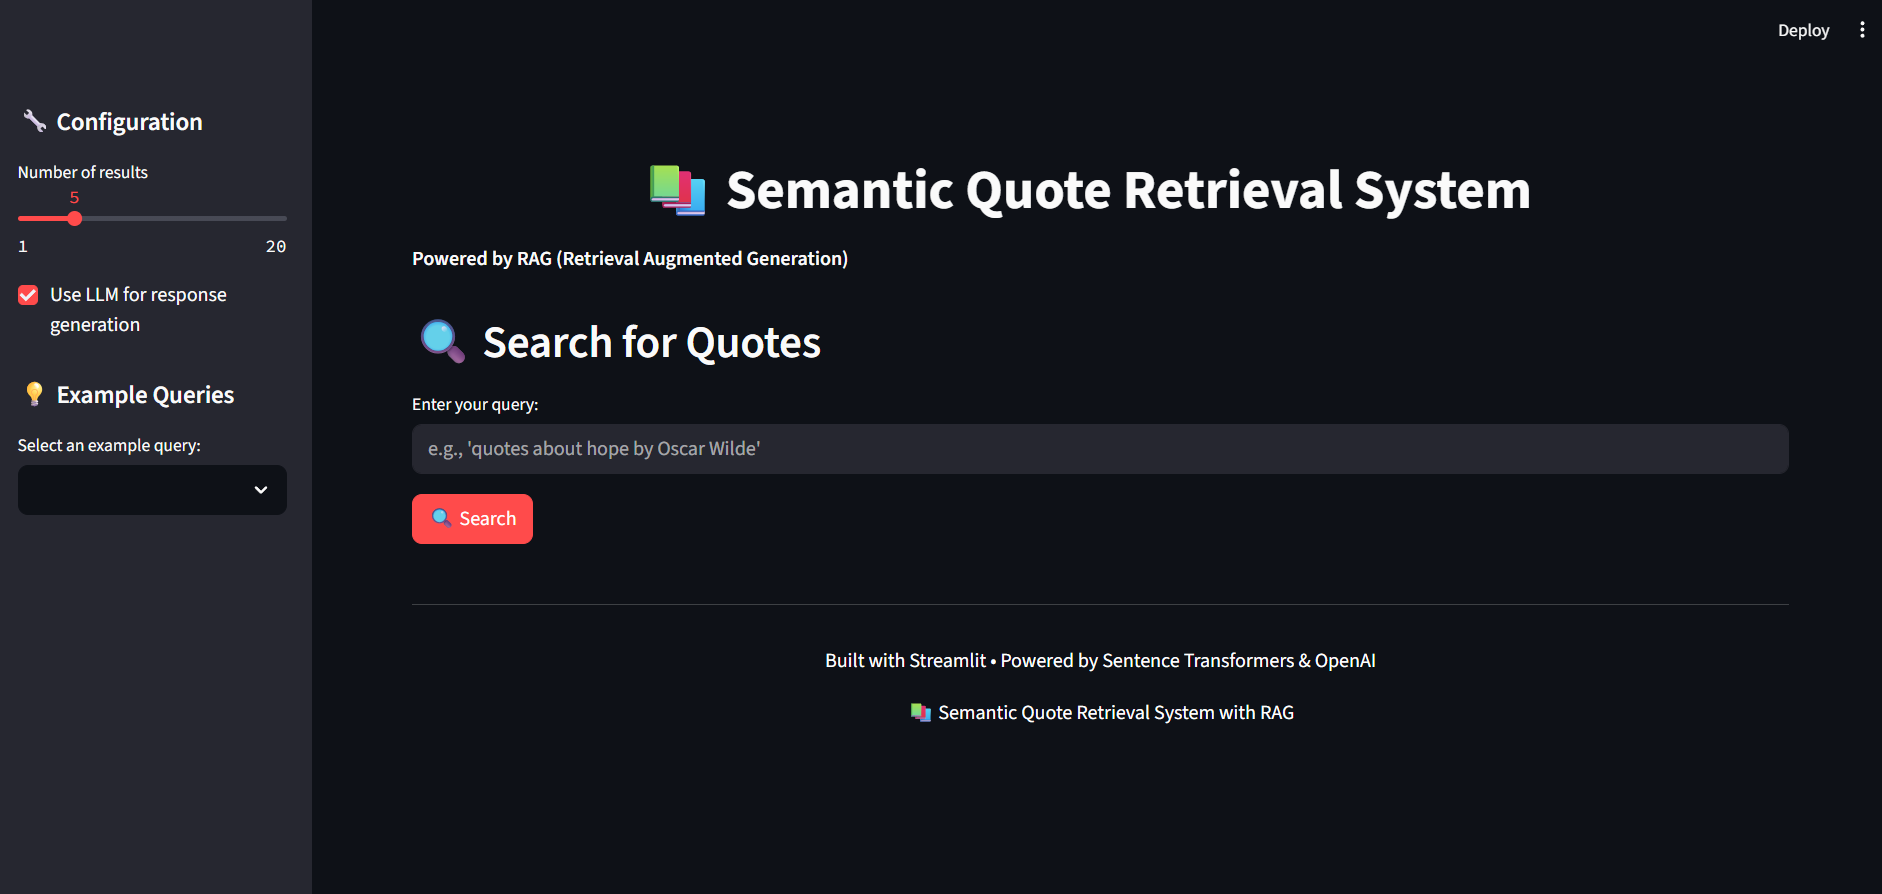 Deploy
Configuration
Number of results
5
1
20
Use LLM for response
generation
Example Queries
Select an example query:
Semantic Quote Retrieval System
Powered by RAG (Retrieval Augmented Generation)
Search for Quotes
Enter your query:
e.g., 'quotes about hope by Oscar Wilde'
Search
Built with Streamlit • Powered by Sentence Transformers & OpenAI
Semantic Quote Retrieval System with RAG